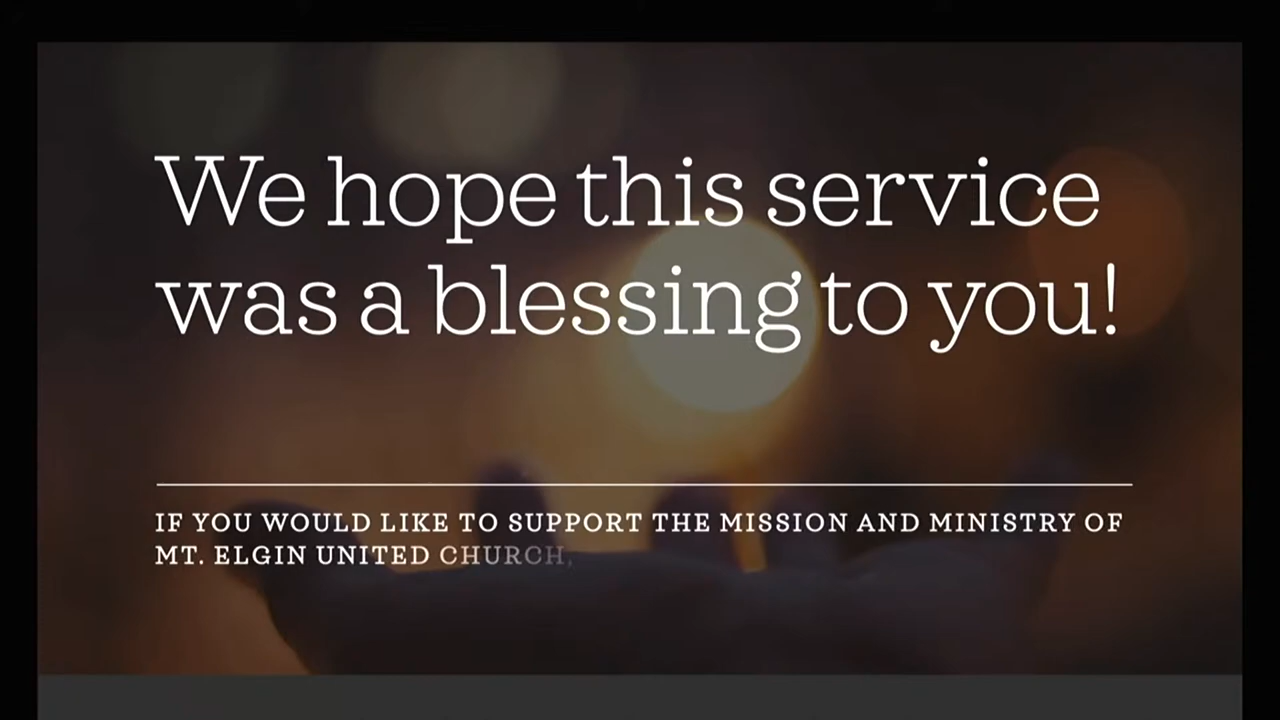 We hope this service
was a blessing to you!
IF YOU WOULD LIKE TO SUPPORT THE MISSION AND MINISTRY OF
MT. ELGIN UNITED CHURCH,